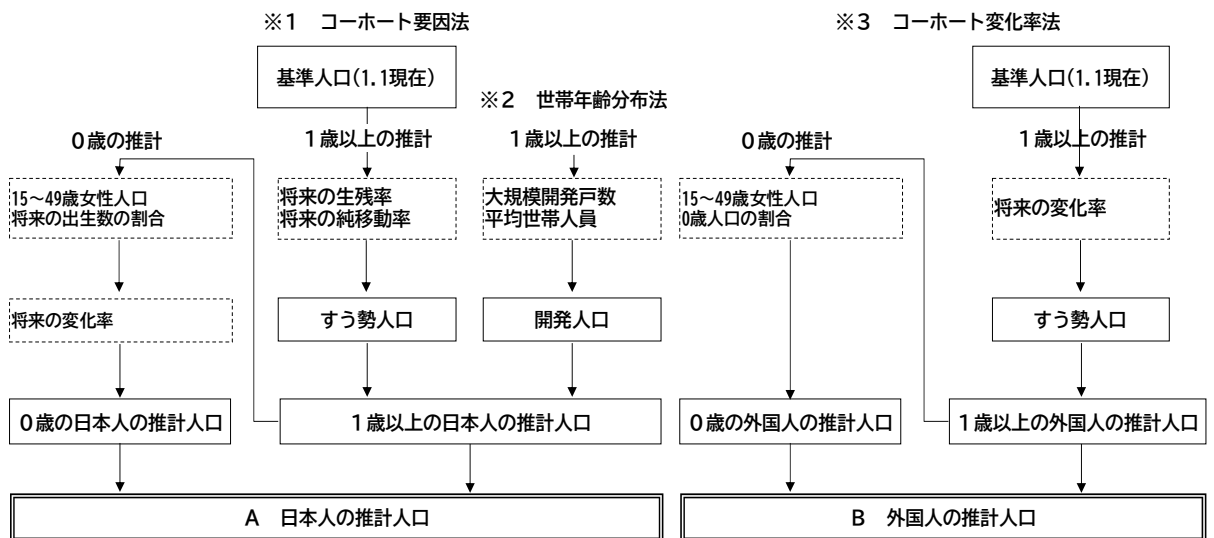 ※1 コーホート要因法
※3 コーホート変化率法
基準人口(1.1現在)
基準人口(1.1現在)
※2 世帯年齢分布法
0歳の推計
1歳以上の推計
1歳以上の推計
0歳の推計
1歳以上の推計
15~49歳女性人口
将来の出生数の割合
将来の生残率
将来の純移動率
大規模開発戸数
平均世帯人員
15~49歳女性人口
0歳人口の割合
将来の変化率
将来の変化率
すう勢人口
開発人口
すう勢人口
0歳の日本人の推計人口
1歳以上の日本人の推計人口
0歳の外国人の推計人口
1歳以上の外国人の推計人口
A 日本人の推計人口
B 外国人の推計人口